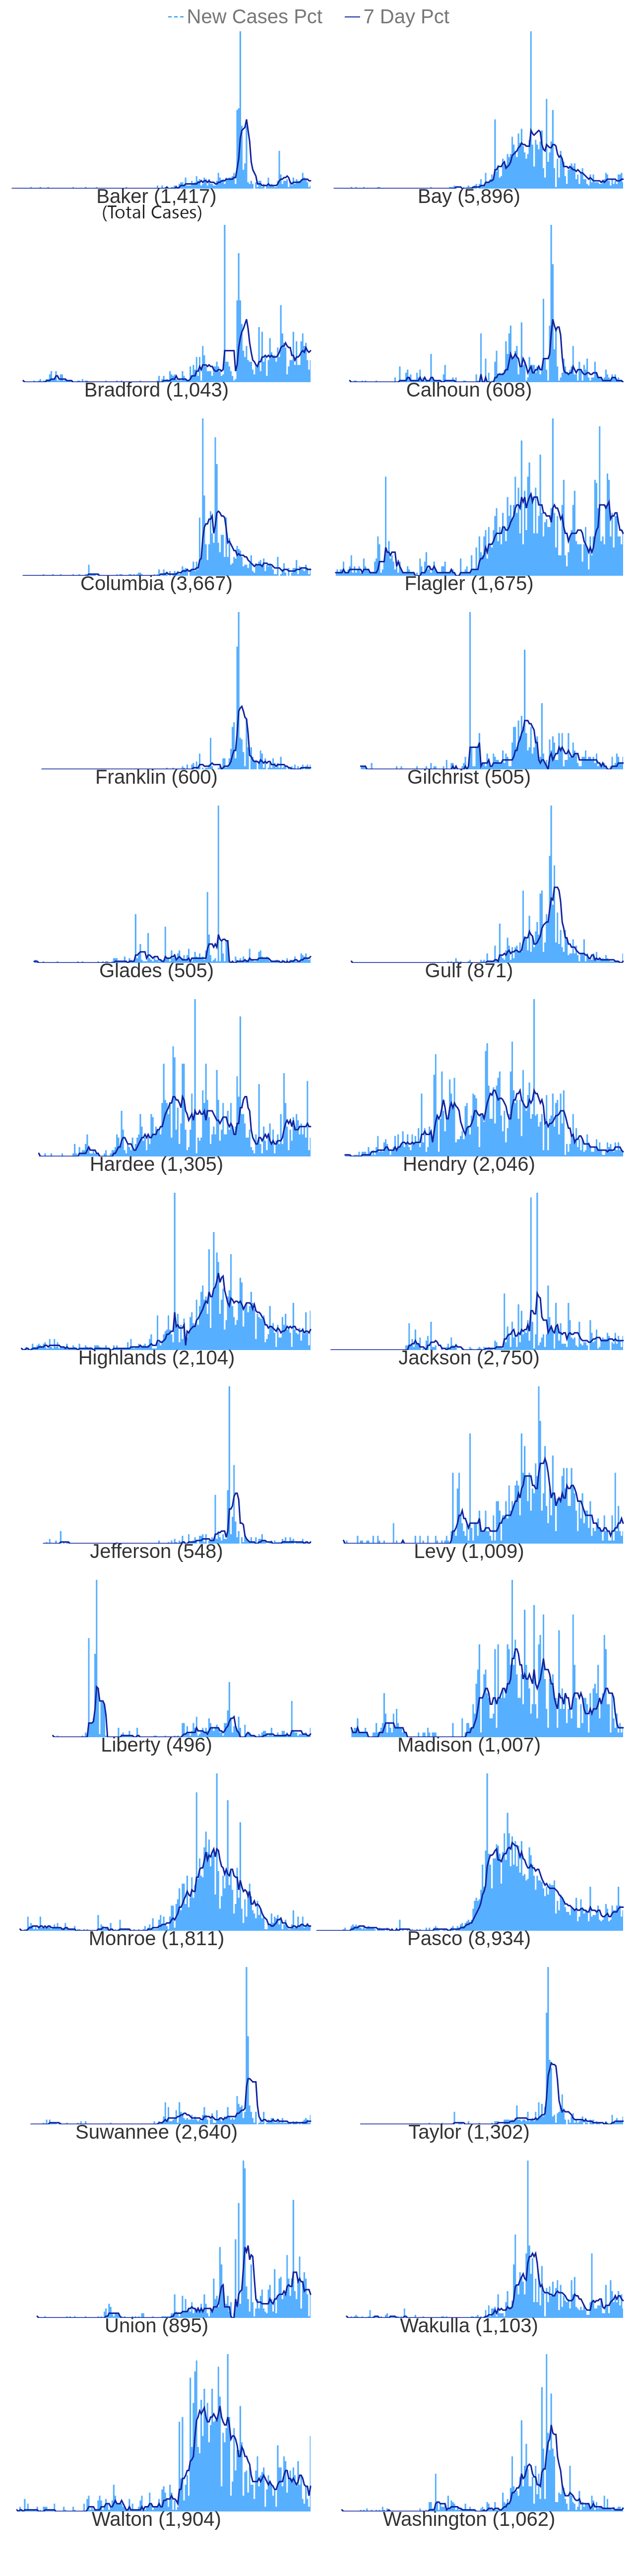 New Cases Pct 7 Day Pct
Baker (1,417) Bay (5,896)
(Total Cases)
Bradford (1,043) Calhoun (608)
Columbia (3,667) Flagler (1,675)
Franklin (600) Gilchrist (505)
Glades (505) Gulf (871)
Hardee (1,305) Hendry (2,046)
Highlands (2,104) Jackson (2,750)
Jefferson (548) Levy (1,009)
Liberty (496) Madison (1,007)
Monroe (1,811) Pasco (8,934)
Suwannee (2,640) Taylor (1,302)
Union (895) Wakulla (1,103)
Walton (1,904) Washington (1,062)